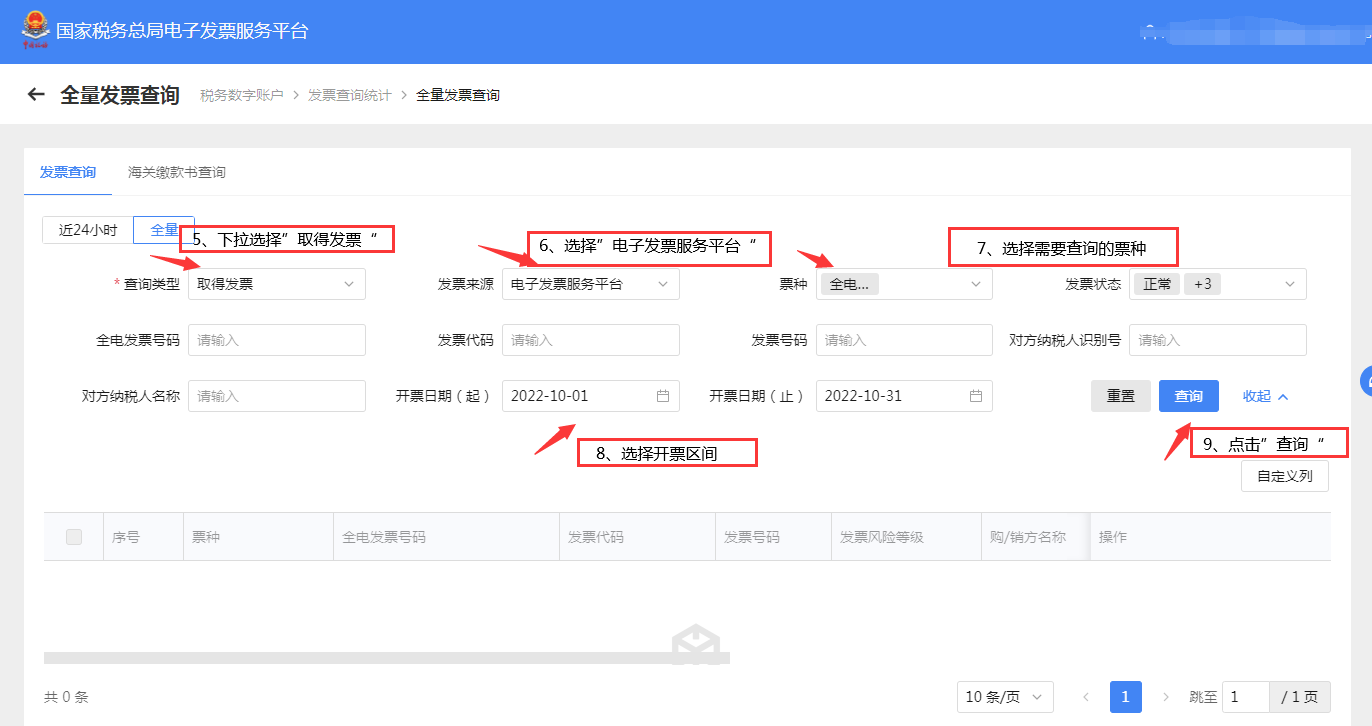 国家税务总局电子发票服务平台
全量发票查询 税务数字账户 > 发票查询统计 > 全量发票查询
发票查询 海关缴款书查询
近24小时 全量
5、下拉选择”取得发票“
6、选择”电子发票服务平台“
7、选择需要查询的票种
* 查询类型 取得发票 发票来源 电子发票服务平台 票种 全电... 发票状态 正常 +3
全电发票号码 请输入 发票代码 请输入 发票号码 请输入 对方纳税人识别号 请输入
对方纳税人名称 请输入 开票日期（起） 2022-10-01 开票日期（止） 2022-10-31 重置 查询 收起
8、选择开票区间
9、点击”查询“
自定义列
序号 票种 全电发票号码 发票代码 发票号码 发票风险等级 购/销方名称 操作
共 0 条 10 条/页 1 跳至 1 / 1 页